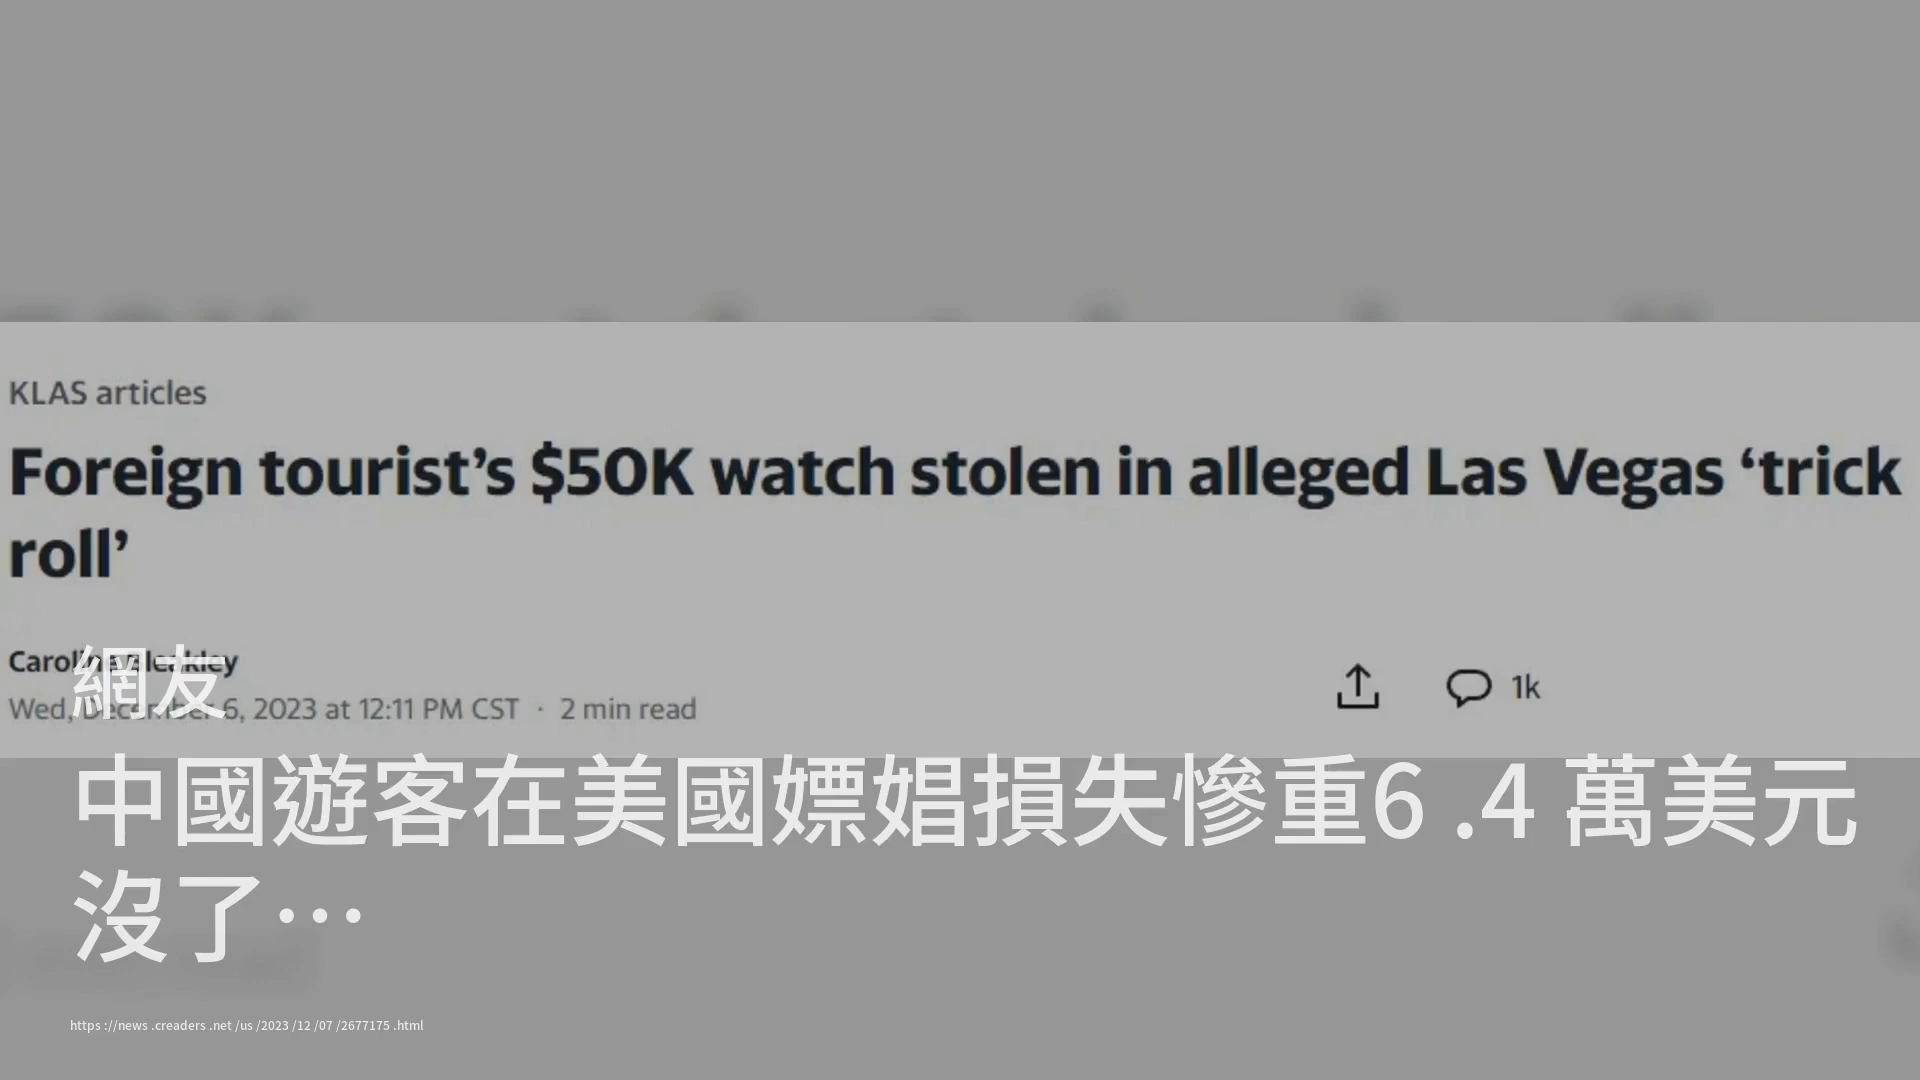 KLAS articles
Foreign tourist’s $50K watch stolen in alleged Las Vegas ‘trick
roll’
Caroline Bleakley
網友
Wed, December 6, 2023 at 12:11 PM CST · 2 min read
1k
中國遊客在美國嫖娼損失慘重6 .4 萬美元
沒了…
https ://news .creaders .net /us /2023 /12 /07 /2677175 .html